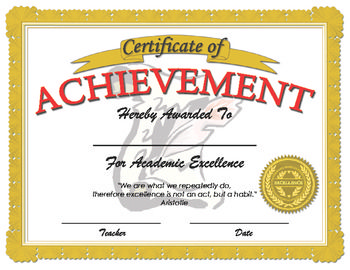 Certificate of
ACHIEVEMENT
Hereby Awarded To
For Academic Excellence
"We are what we repeatedly do,
therefore excellence is not an act, but a habit."
Aristotle
EXCELLENCE
Teacher
Date